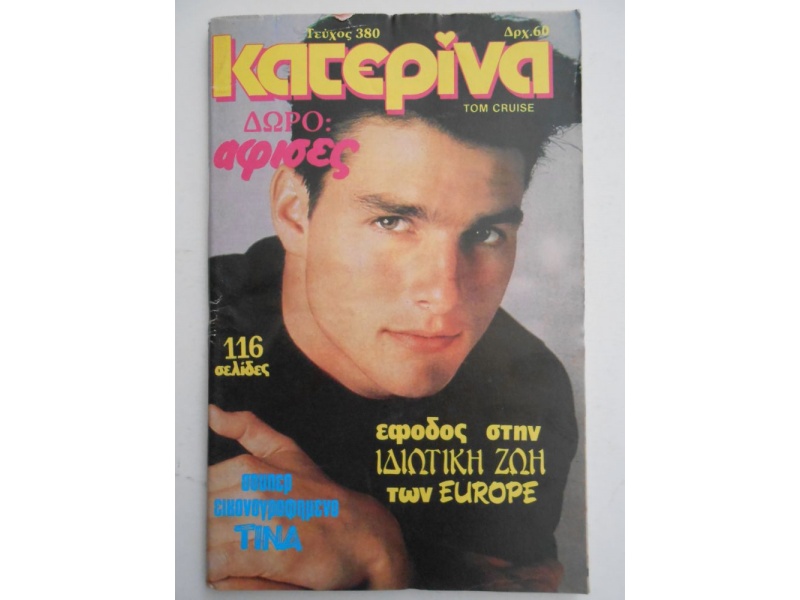 Τεύχος 380
Δρχ.60
κατερίνα
TOM CRUISE
ΔΩΡΟ:
αφισες
116
σελίδες
εφοδος στην
ΙΔΙΩΤΙΚΗ ΖΩΗ
των EUROPE
σουπερ
εικονογραφημενο
ΤΙΝΑ